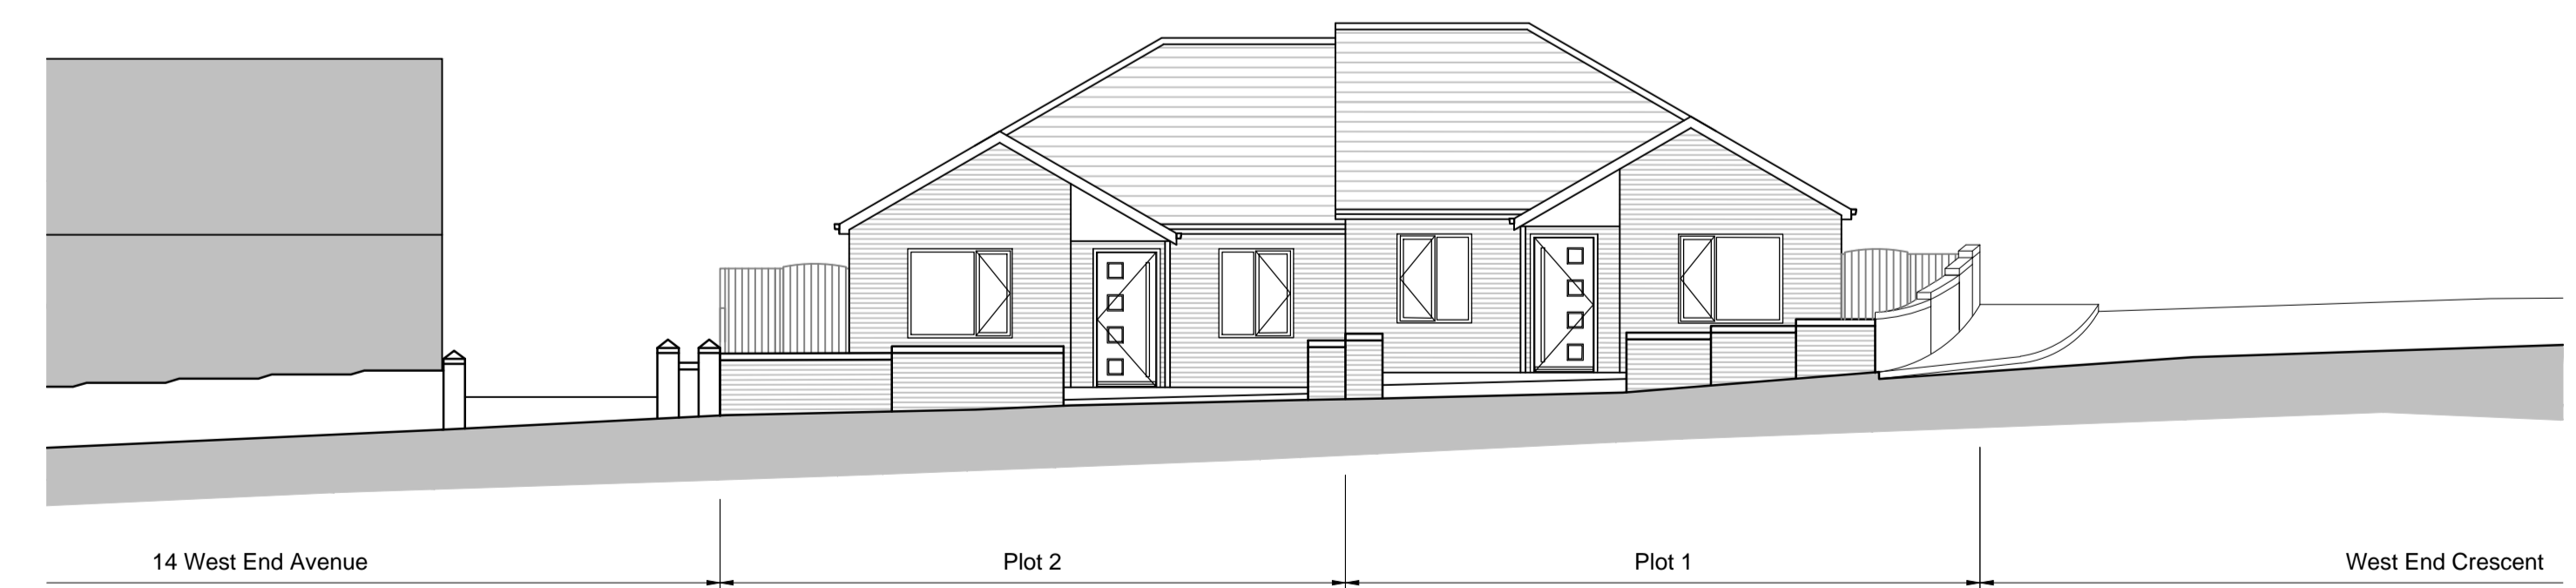 14 West End Avenue
Plot 2
Plot 1
West End Crescent